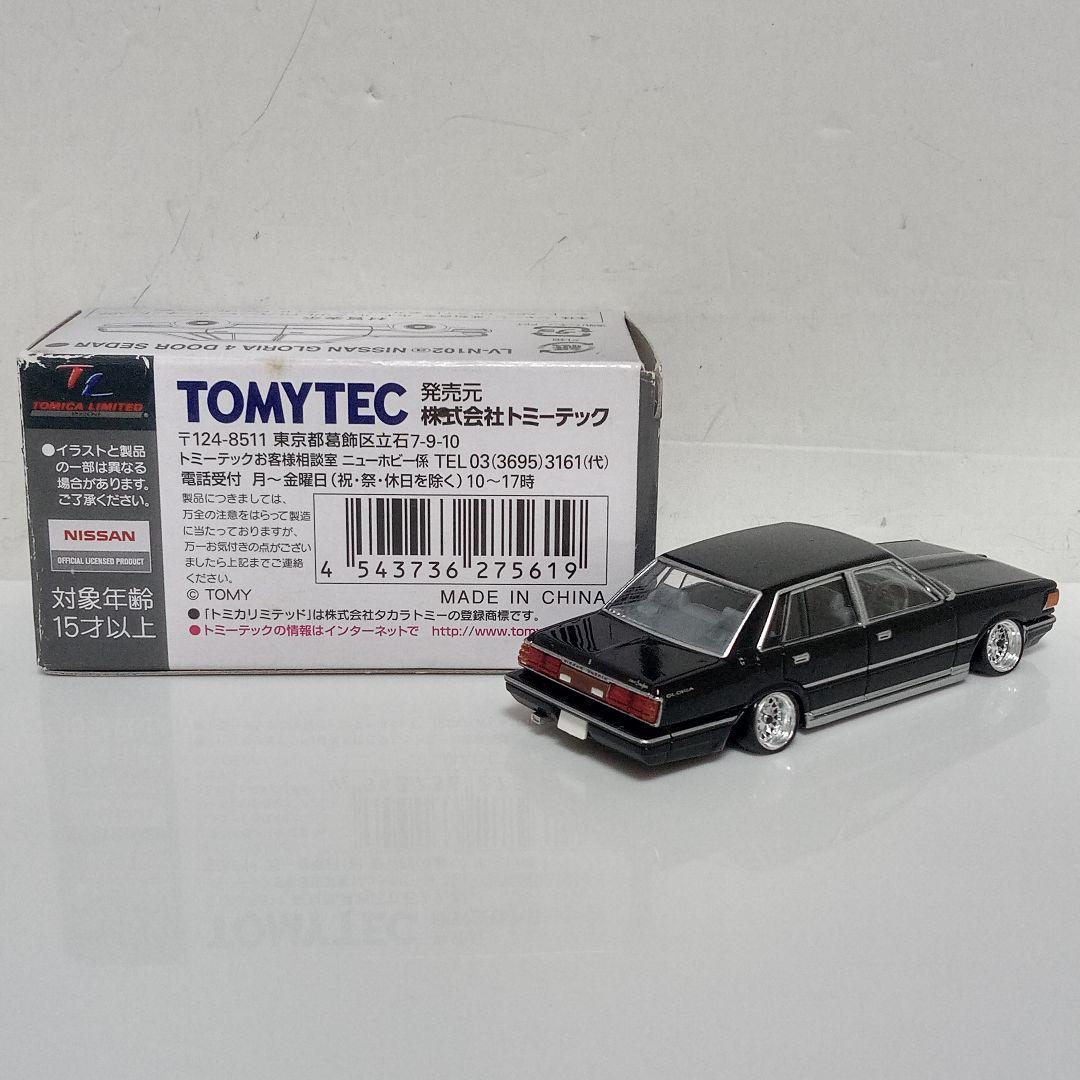 LV-N102ⓐ NISSAN GLORIA 4 DOOR SEDAN
TL
TOMICA LIMITED
TOMYTEC
発売元
株式会社トミーテック
〒124-8511 東京都葛飾区立石7-9-10
トミーテックお客様相談室 ニューホビー係 TEL 03(3695)3161(代)
電話受付 月〜金曜日(祝・祭・休日を除く)10〜17時
製品につきましては、
万全の注意をはらって製造
に当たっておりますが、
万一お気付きの点がござい
ましたら上記までご連絡
ください。
© TOMY
4 543736 275619
MADE IN CHINA
●「トミカリミテッド」は株式会社タカラトミーの登録商標です。
●トミーテックの情報はインターネットで http://www.tom
●イラストと製品
の一部は異なる
場合があります。
ご了承ください。
NISSAN
OFFICIAL LICENSED PRODUCT
対象年齢
15才以上
GLORIA